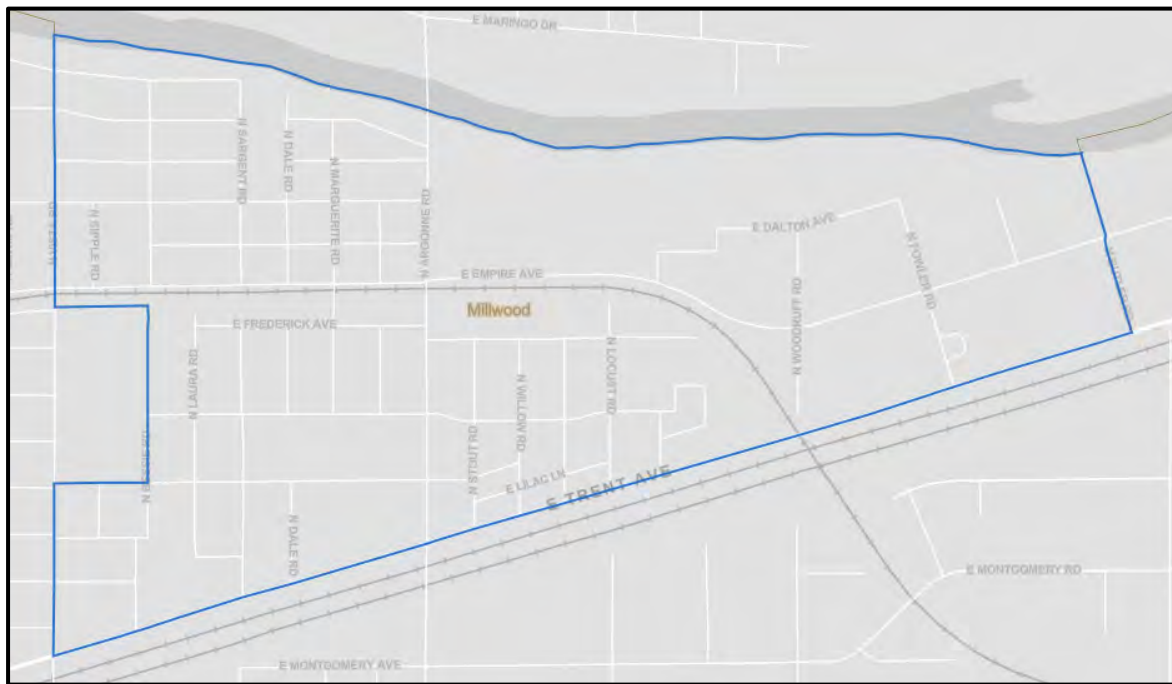 E MARINGO DR
N SARGENT RD
N DALE RD
N MARGUERITE RD
N ARGONNE RD
N SIPPLE RD
E DALTON AVE
N FOWLER RD
E EMPIRE AVE
Millwood
E FREDERICK AVE
N WOODRUFF RD
N LAURA RD
N LOCUST RD
N WILLOW RD
N STOUT RD
N BESSIE RD
E LILAC LN
E TRENT AVE
N DALE RD
E MONTGOMERY RD
E MONTGOMERY AVE